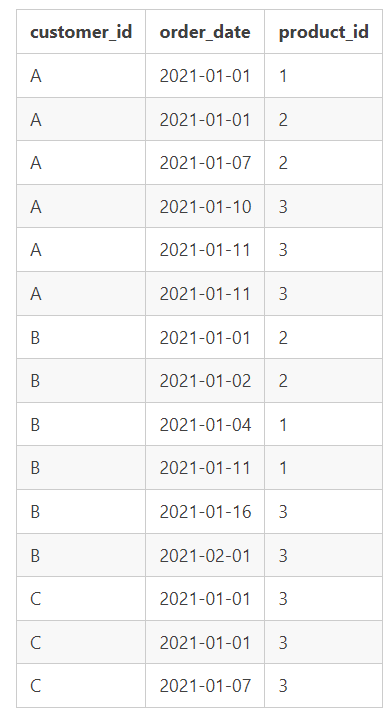 customer_id order_date product_id
A 2021-01-01 1
A 2021-01-01 2
A 2021-01-07 2
A 2021-01-10 3
A 2021-01-11 3
A 2021-01-11 3
B 2021-01-01 2
B 2021-01-02 2
B 2021-01-04 1
B 2021-01-11 1
B 2021-01-16 3
B 2021-02-01 3
C 2021-01-01 3
C 2021-01-01 3
C 2021-01-07 3